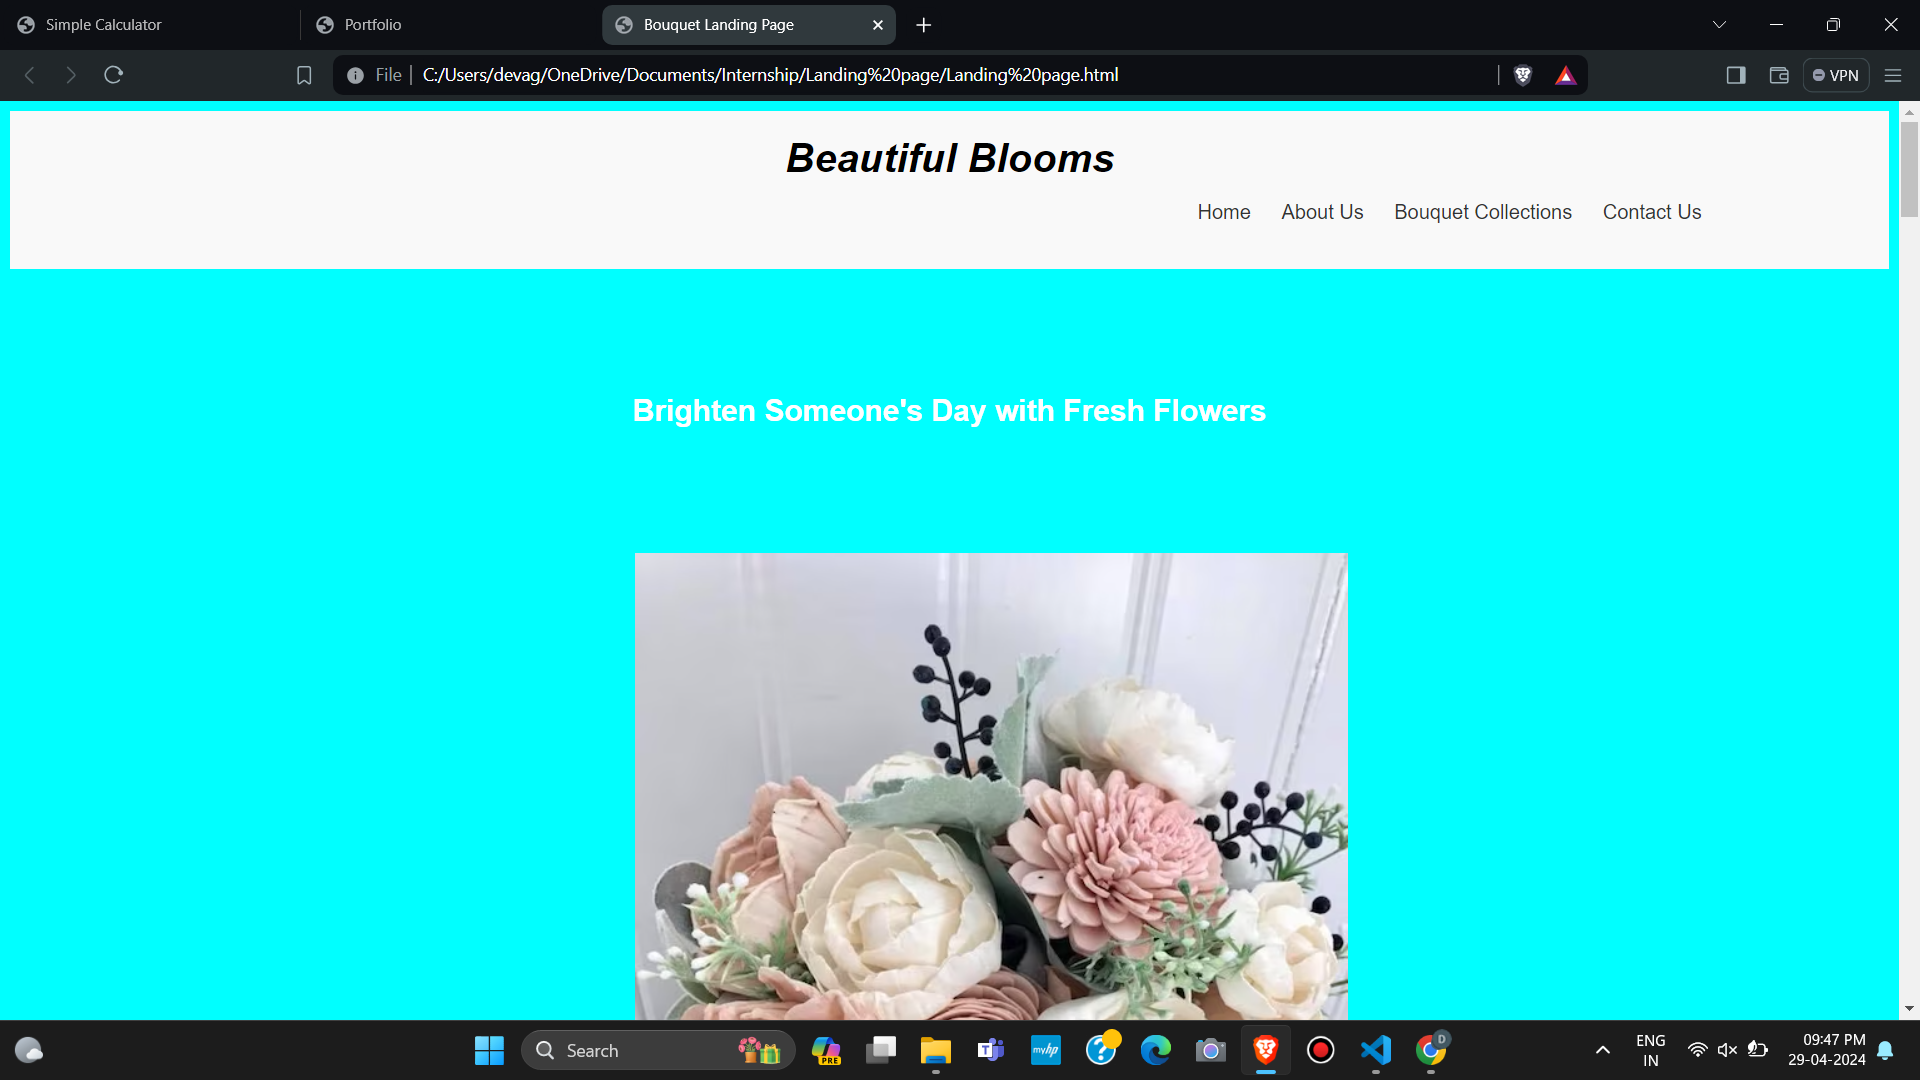 Simple Calculator
Portfolio
Bouquet Landing Page
File
C:/Users/devag/OneDrive/Documents/Internship/Landing%20page/Landing%20page.html
VPN
Beautiful Blooms
Home About Us Bouquet Collections Contact Us
Brighten Someone's Day with Fresh Flowers
Search
PRE
T
myhp
?
D
ENG
IN
09:47 PM
29-04-2024